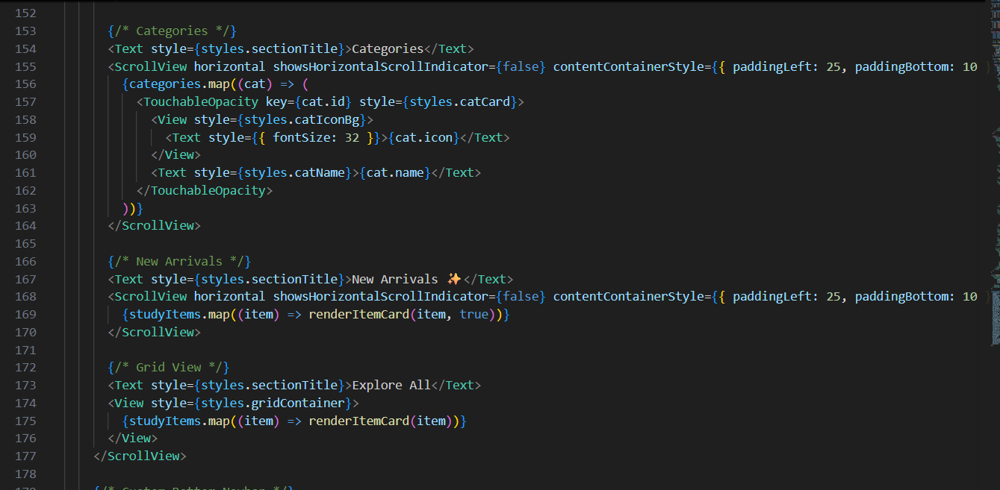 152
153 {/* Categories */}
154 <Text style={styles.sectionTitle}>Categories</Text>
155 <ScrollView horizontal showsHorizontalScrollIndicator={false} contentContainerStyle={{ paddingLeft: 25, paddingBottom: 10 }
156 {categories.map((cat) => (
157 <TouchableOpacity key={cat.id} style={styles.catCard}>
158 <View style={styles.catIconBg}>
159 <Text style={{ fontSize: 32 }}>{cat.icon}</Text>
160 </View>
161 <Text style={styles.catName}>{cat.name}</Text>
162 </TouchableOpacity>
163 ))}
164 </ScrollView>
165
166 {/* New Arrivals */}
167 <Text style={styles.sectionTitle}>New Arrivals ✨</Text>
168 <ScrollView horizontal showsHorizontalScrollIndicator={false} contentContainerStyle={{ paddingLeft: 25, paddingBottom: 10 }
169 {studyItems.map((item) => renderItemCard(item, true))}
170 </ScrollView>
171
172 {/* Grid View */}
173 <Text style={styles.sectionTitle}>Explore All</Text>
174 <View style={styles.gridContainer}>
175 {studyItems.map((item) => renderItemCard(item))}
176 </View>
177 </ScrollView>
178
179 {/* Custom Bottom Navbar */}